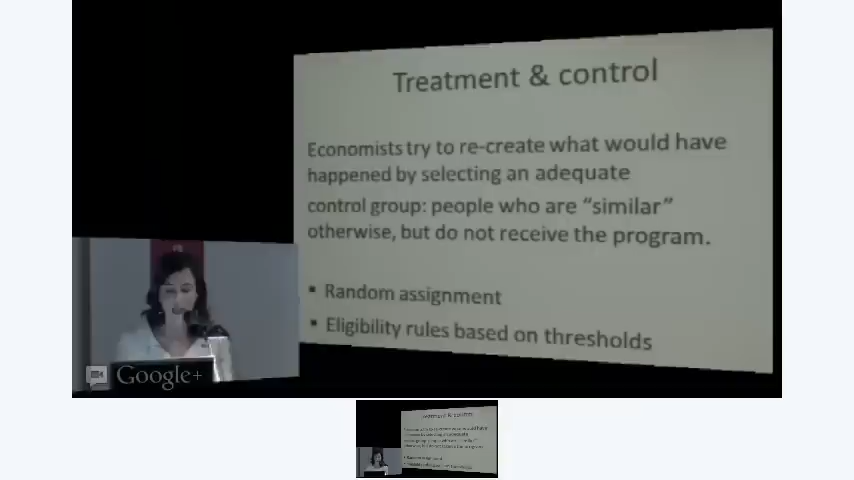 Treatment & control
Economists try to re-create what would have
happened by selecting an adequate
control group: people who are “similar”
otherwise, but do not receive the program.
▪ Random assignment
▪ Eligibility rules based on thresholds
Google+